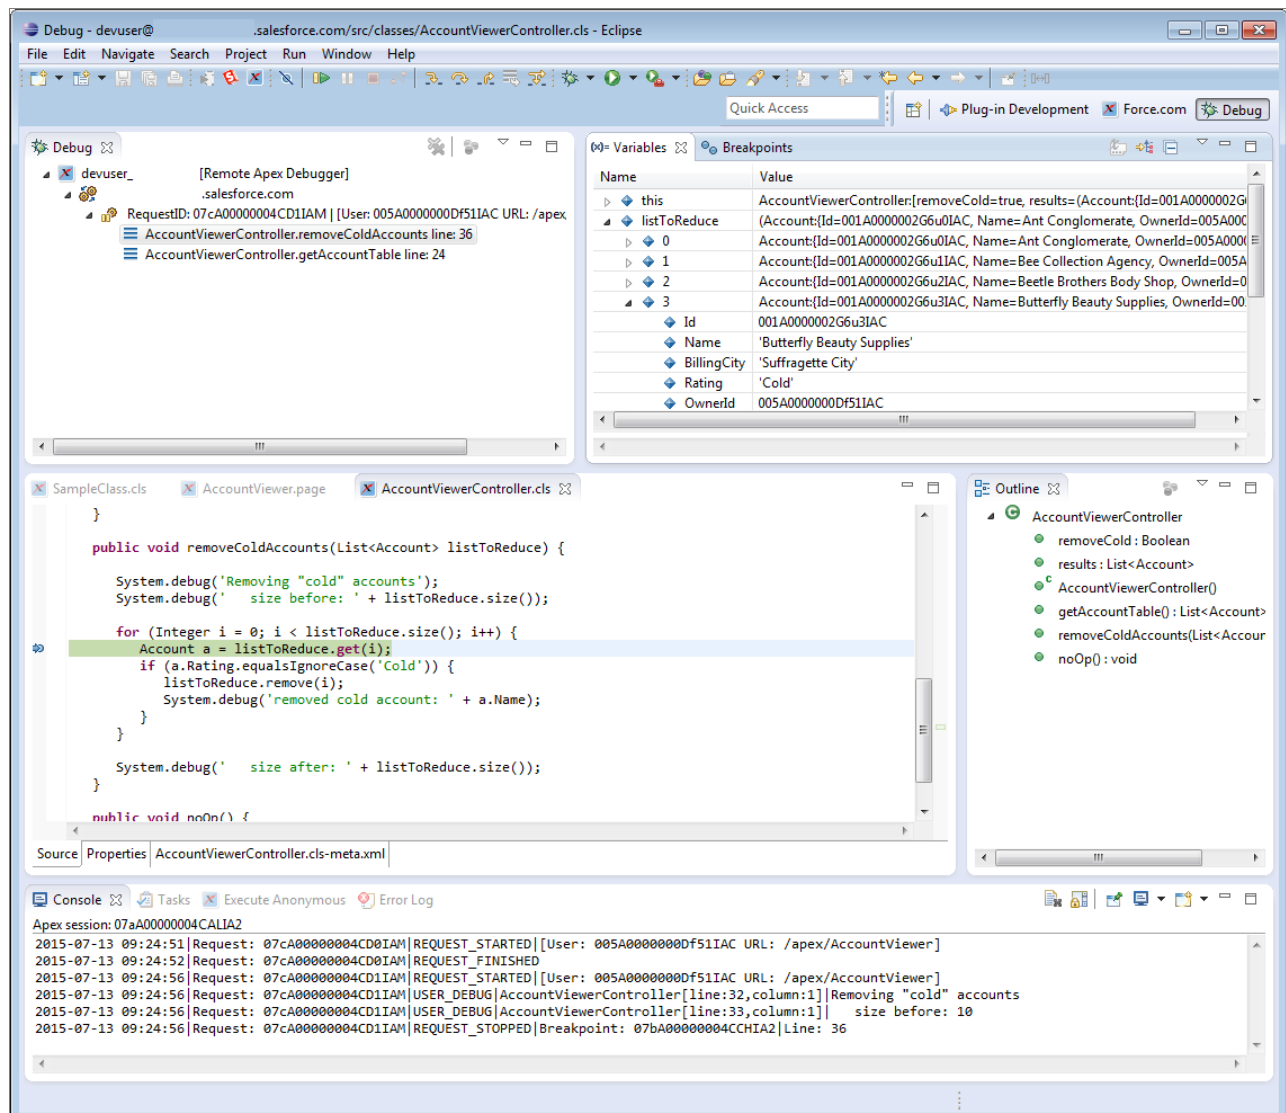 Debug - devuser@ .salesforce.com/src/classes/AccountViewerController.cls - Eclipse
File Edit Navigate Search Project Run Window Help
Quick Access
Plug-in Development Force.com Debug
Debug
devuser_ [Remote Apex Debugger]
.salesforce.com
RequestID: 07cA00000004CD1IAM | [User: 005A0000000Df51IAC URL: /apex,
AccountViewerController.removeColdAccounts line: 36
AccountViewerController.getAccountTable line: 24
(x)= Variables Breakpoints
Name Value
this AccountViewerController:[removeCold=true, results=(Account:{Id=001A0000002G
listToReduce (Account:{Id=001A0000002G6u0IAC, Name=Ant Conglomerate, OwnerId=005A000
0 Account:{Id=001A0000002G6u0IAC, Name=Ant Conglomerate, OwnerId=005A000
1 Account:{Id=001A0000002G6u1IAC, Name=Bee Collection Agency, OwnerId=005A
2 Account:{Id=001A0000002G6u2IAC, Name=Beetle Brothers Body Shop, OwnerId=0
3 Account:{Id=001A0000002G6u3IAC, Name=Butterfly Beauty Supplies, OwnerId=00
Id 001A0000002G6u3IAC
Name 'Butterfly Beauty Supplies'
BillingCity 'Suffragette City'
Rating 'Cold'
OwnerId 005A0000000Df51IAC
SampleClass.cls AccountViewer.page AccountViewerController.cls
}
public void removeColdAccounts(List<Account> listToReduce) {
System.debug('Removing "cold" accounts');
System.debug('   size before: ' + listToReduce.size());
for (Integer i = 0; i < listToReduce.size(); i++) {
Account a = listToReduce.get(i);
if (a.Rating.equalsIgnoreCase('Cold')) {
listToReduce.remove(i);
System.debug('removed cold account: ' + a.Name);
}
}
System.debug('   size after: ' + listToReduce.size());
}
public void noOp() {
Source Properties AccountViewerController.cls-meta.xml
Outline
AccountViewerController
removeCold : Boolean
results : List<Account>
AccountViewerController()
getAccountTable() : List<Account>
removeColdAccounts(List<Accour
noOp() : void
Console Tasks Execute Anonymous Error Log
Apex session: 07aA00000004CALIA2
2015-07-13 09:24:51|Request: 07cA00000004CD0IAM|REQUEST_STARTED|[User: 005A0000000Df51IAC URL: /apex/AccountViewer]
2015-07-13 09:24:52|Request: 07cA00000004CD0IAM|REQUEST_FINISHED
2015-07-13 09:24:56|Request: 07cA00000004CD1IAM|REQUEST_STARTED|[User: 005A0000000Df51IAC URL: /apex/AccountViewer]
2015-07-13 09:24:56|Request: 07cA00000004CD1IAM|USER_DEBUG|AccountViewerController[line:32,column:1]|Removing "cold" accounts
2015-07-13 09:24:56|Request: 07cA00000004CD1IAM|USER_DEBUG|AccountViewerController[line:33,column:1]|   size before: 10
2015-07-13 09:24:56|Request: 07cA00000004CD1IAM|REQUEST_STOPPED|Breakpoint: 07bA00000004CCHIA2|Line: 36